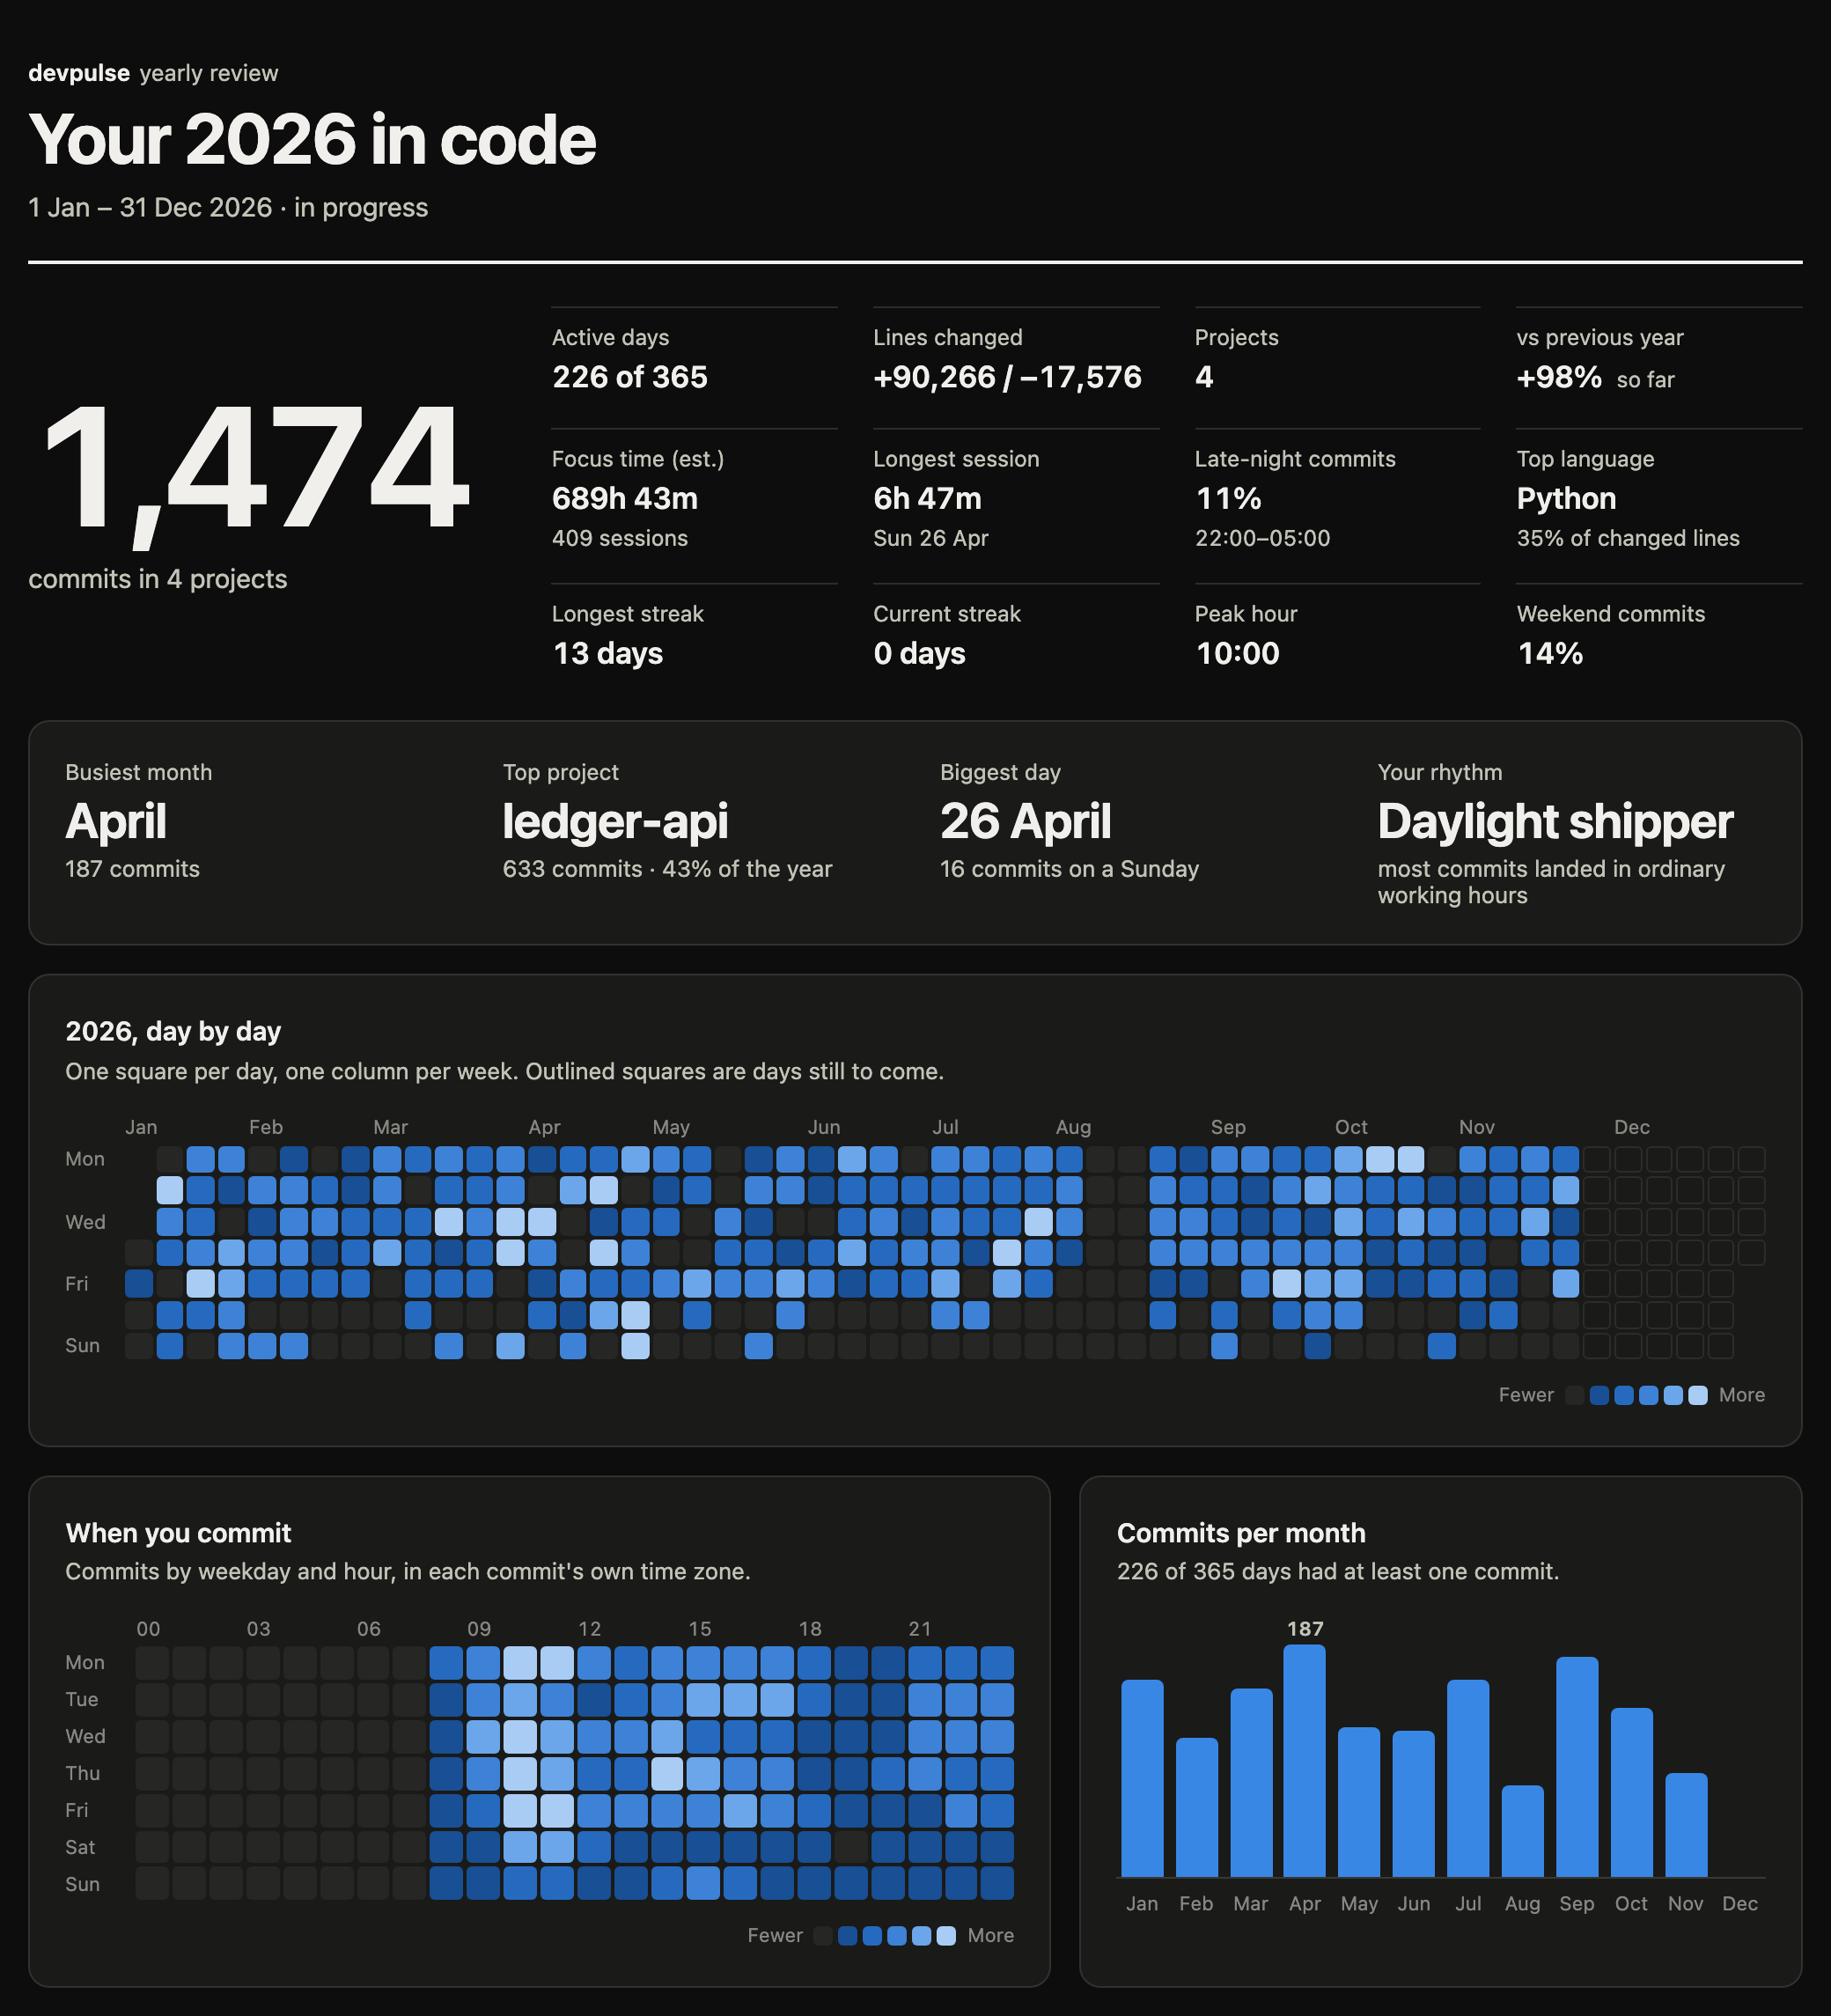 devpulse yearly review
Your 2026 in code
1 Jan – 31 Dec 2026 · in progress
1,474
commits in 4 projects
Active days
226 of 365
Lines changed
+90,266 / −17,576
Projects
4
vs previous year
+98% so far
Focus time (est.)
689h 43m
409 sessions
Longest session
6h 47m
Sun 26 Apr
Late-night commits
11%
22:00–05:00
Top language
Python
35% of changed lines
Longest streak
13 days
Current streak
0 days
Peak hour
10:00
Weekend commits
14%
Busiest month
April
187 commits
Top project
ledger-api
633 commits · 43% of the year
Biggest day
26 April
16 commits on a Sunday
Your rhythm
Daylight shipper
most commits landed in ordinary
working hours
2026, day by day
One square per day, one column per week. Outlined squares are days still to come.
Jan Feb Mar Apr May Jun Jul Aug Sep Oct Nov Dec
Mon
Wed
Fri
Sun
Fewer More
When you commit
Commits by weekday and hour, in each commit's own time zone.
00 03 06 09 12 15 18 21
Mon
Tue
Wed
Thu
Fri
Sat
Sun
Fewer More
Commits per month
226 of 365 days had at least one commit.
187
Jan Feb Mar Apr May Jun Jul Aug Sep Oct Nov Dec